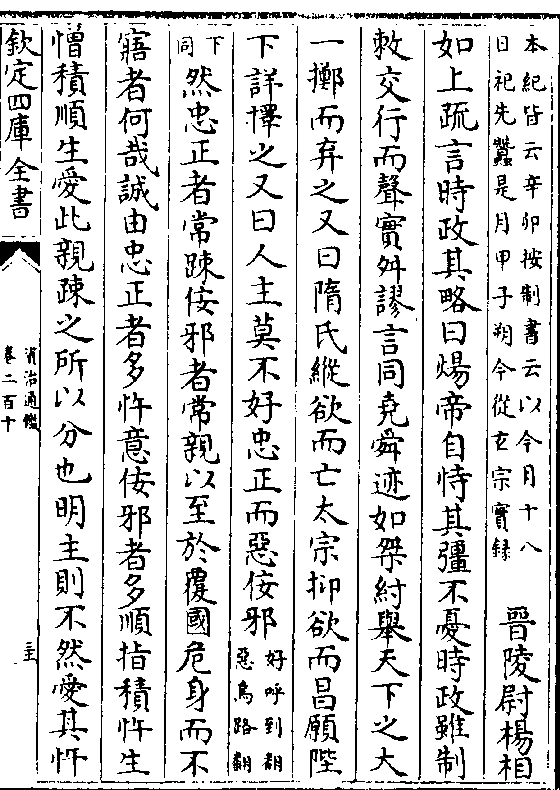 本紀皆云辛卯按制書云以今月十八
日祀先蠶是月甲子朔今從𤣥宗實録
晉陵尉楊相
如上疏言時政其略曰煬帝自恃其彊不憂時政雖制
敕交行而聲實舛謬言同堯舜迹如桀紂舉天下之大
一擲而弃之又曰隋氏縱欲而亡太宗抑欲而昌願陛
下詳擇之又曰人主莫不好忠正而惡佞邪
好呼到翻
惡烏路翻
下
同
然忠正者常踈佞邪者常親以至於覆國危身而不
寤者何哉誠由忠正者多忤意佞邪者多順指積忤生
憎積順生愛此親踈之所以分也明主則不然愛其忤
欽定四庫全書
資治通鑑
卷二百十